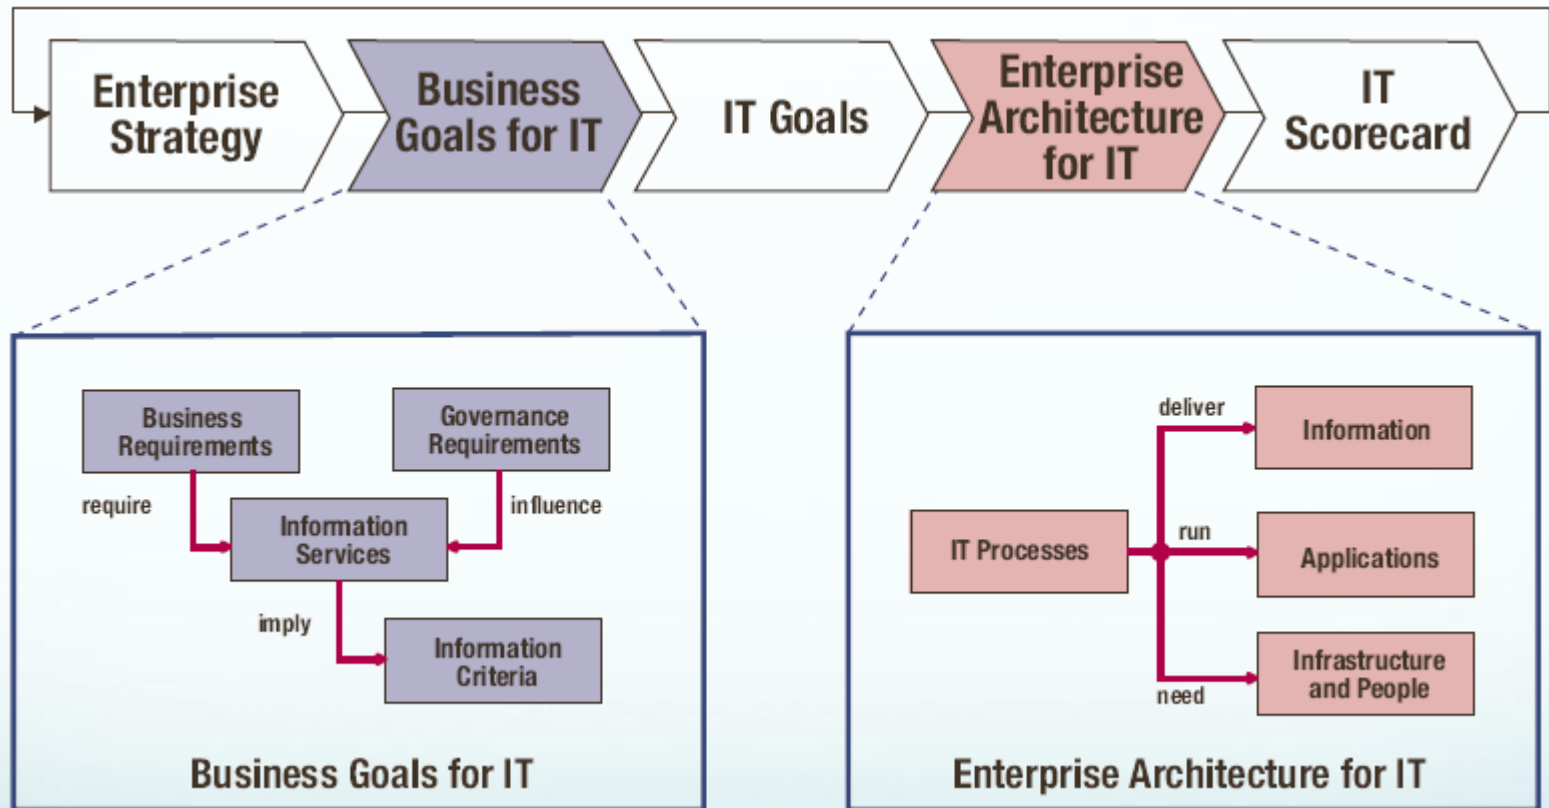 Enterprise
Strategy
Business
Goals for IT
IT Goals
Enterprise
Architecture
for IT
IT
Scorecard
Business
Requirements
Governance
Requirements
require
influence
Information
Services
imply
Information
Criteria
Business Goals for IT
deliver
Information
IT Processes
run
Applications
need
Infrastructure
and People
Enterprise Architecture for IT